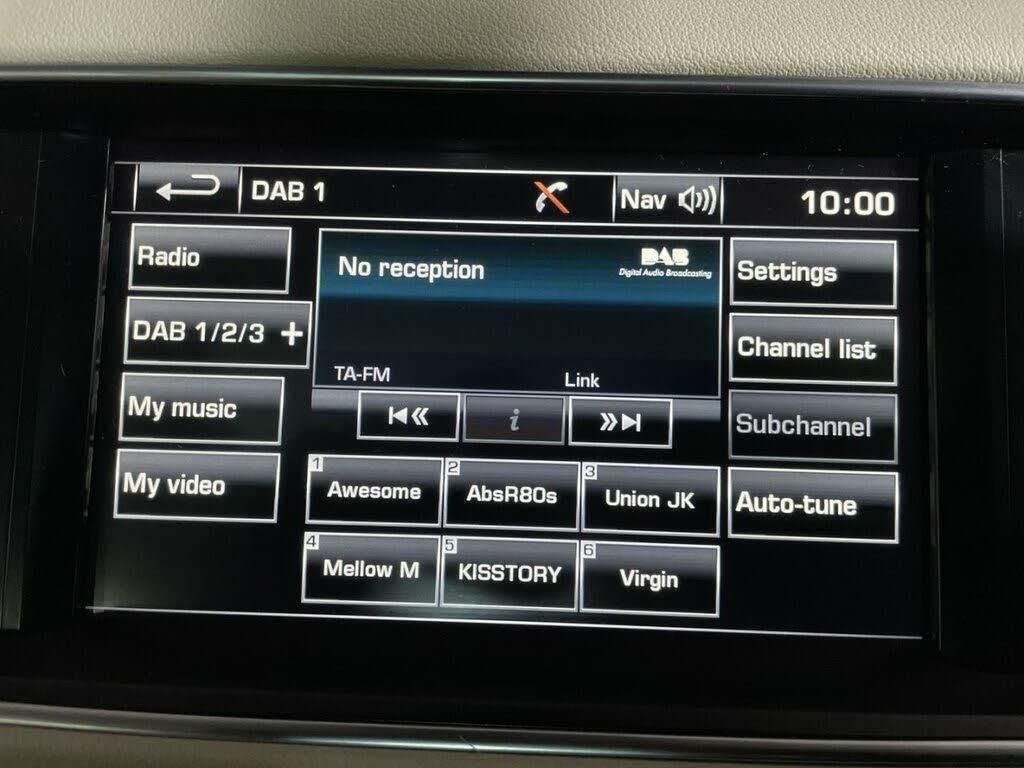 DAB 1
Nav
10:00
Radio
DAB 1/2/3 +
My music
My video
No reception
DAB
Digital Audio Broadcasting
TA-FM
Link
i
Settings
Channel list
Subchannel
Auto-tune
1 Awesome
2 AbsR80s
3 Union JK
4 Mellow M
5 KISSTORY
6 Virgin